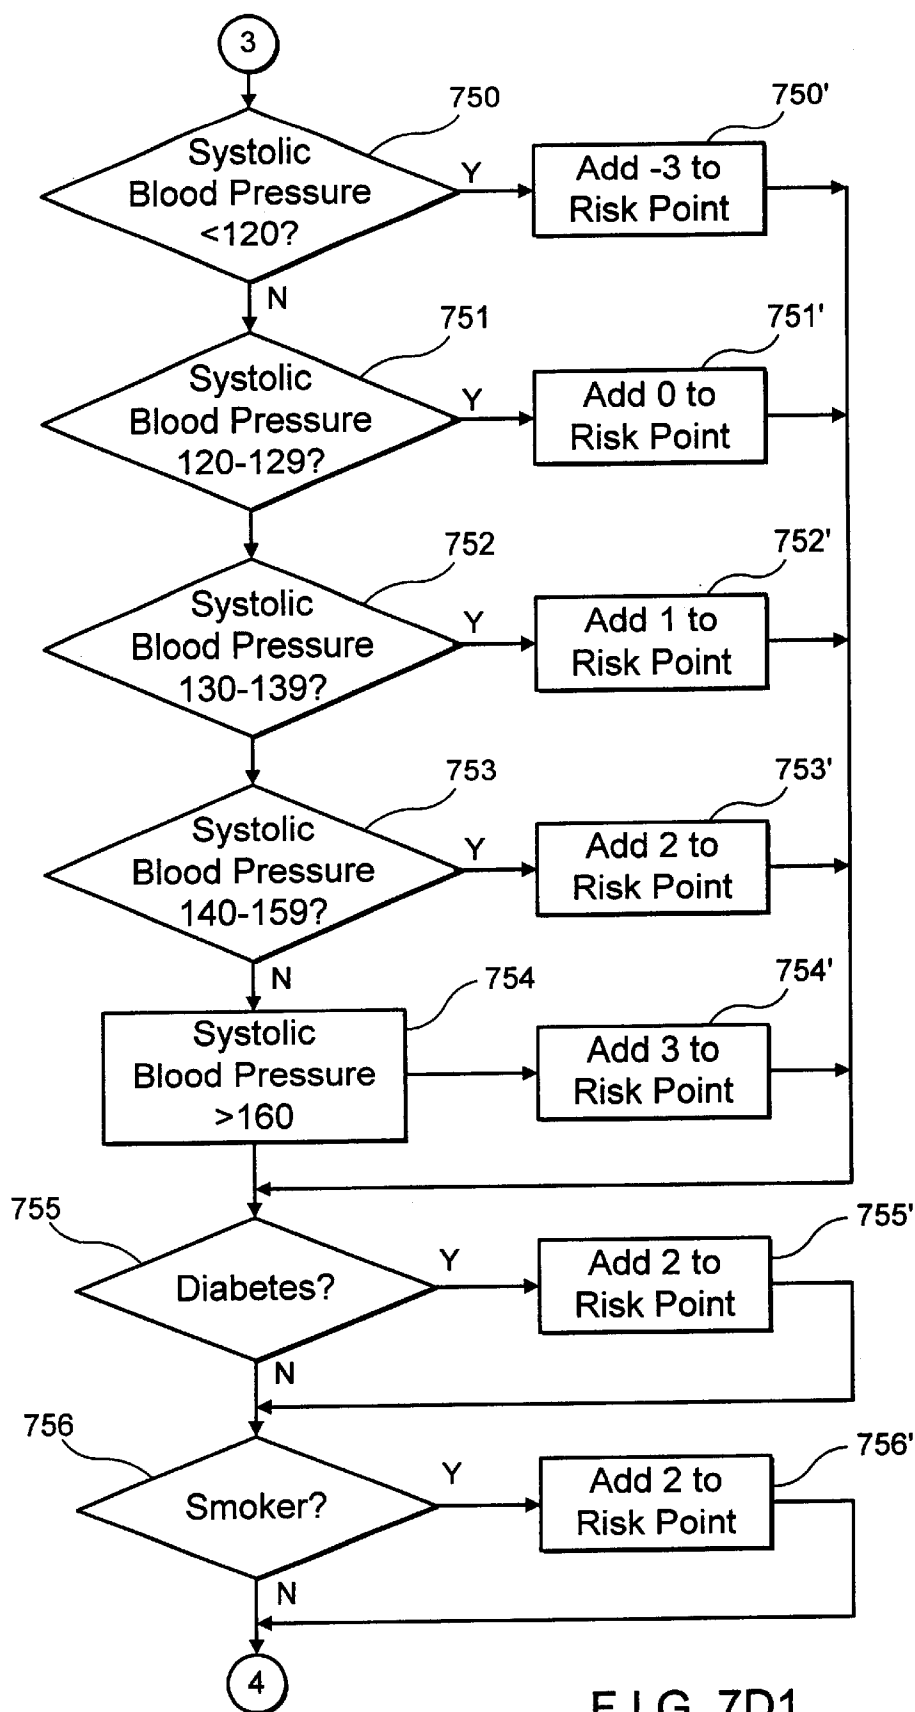 3
750
750'
Systolic
Blood Pressure
<120?
Y
Add -3 to
Risk Point
N
751
751'
Systolic
Blood Pressure
120-129?
Y
Add 0 to
Risk Point
752
752'
Systolic
Blood Pressure
130-139?
Y
Add 1 to
Risk Point
753
753'
Systolic
Blood Pressure
140-159?
Y
Add 2 to
Risk Point
N
754
754'
Systolic
Blood Pressure
>160
Add 3 to
Risk Point
755
755'
Diabetes?
Y
Add 2 to
Risk Point
N
756
756'
Smoker?
Y
Add 2 to
Risk Point
N
4
FIG. 7D1